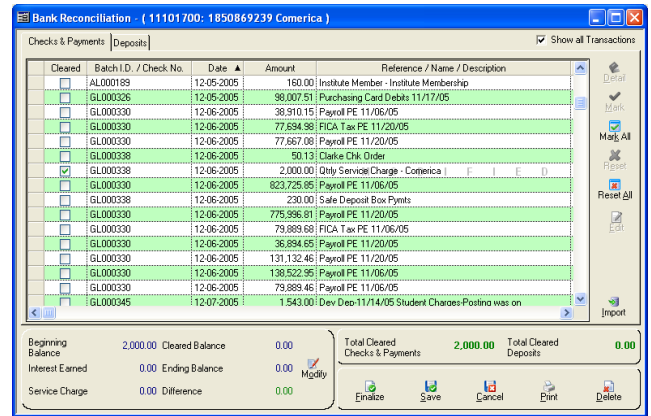 Bank Reconciliation - ( 11101700: 1850869239 Comerica )
Checks & Payments Deposits Show all Transactions
Cleared Batch I.D. / Check No. Date Amount Reference / Name / Description
AL000189 12-05-2005 160.00 Institute Member - Institute Membership
GL000326 12-05-2005 98,007.51 Purchasing Card Debits 11/17/05
GL000330 12-06-2005 38,910.15 Payroll PE 11/06/05
GL000330 12-06-2005 77,694.98 FICA Tax PE 11/20/05
GL000330 12-06-2005 77,667.08 Payroll PE 11/20/05
GL000338 12-06-2005 50.13 Clarke Chk Order
GL000338 12-06-2005 2,000.00 Qtrly Service Charge - Comerica I F I E D
GL000330 12-06-2005 823,725.85 Payroll PE 11/06/05
GL000338 12-06-2005 230.00 Safe Deposit Box Pymts
GL000330 12-06-2005 775,996.81 Payroll PE 11/20/05
GL000330 12-06-2005 79,889.68 FICA Tax PE 11/06/05
GL000330 12-06-2005 36,894.65 Payroll PE 11/20/05
GL000330 12-06-2005 131,132.46 Payroll PE 11/20/05
GL000330 12-06-2005 138,522.95 Payroll PE 11/06/05
GL000330 12-06-2005 79,889.46 Payroll PE 11/06/05
GL000345 12-07-2005 1,543.00 Dev Dep-11/14/05 Student Charges-Posting was on
Detail
Mark
Mark All
Reset
Reset All
Edit
Import
Beginning Balance 2,000.00 Cleared Balance 0.00
Interest Earned 0.00 Ending Balance 0.00
Service Charge 0.00 Difference 0.00
Modify
Total Cleared Checks & Payments 2,000.00 Total Cleared Deposits 0.00
Finalize Save Cancel Print Delete